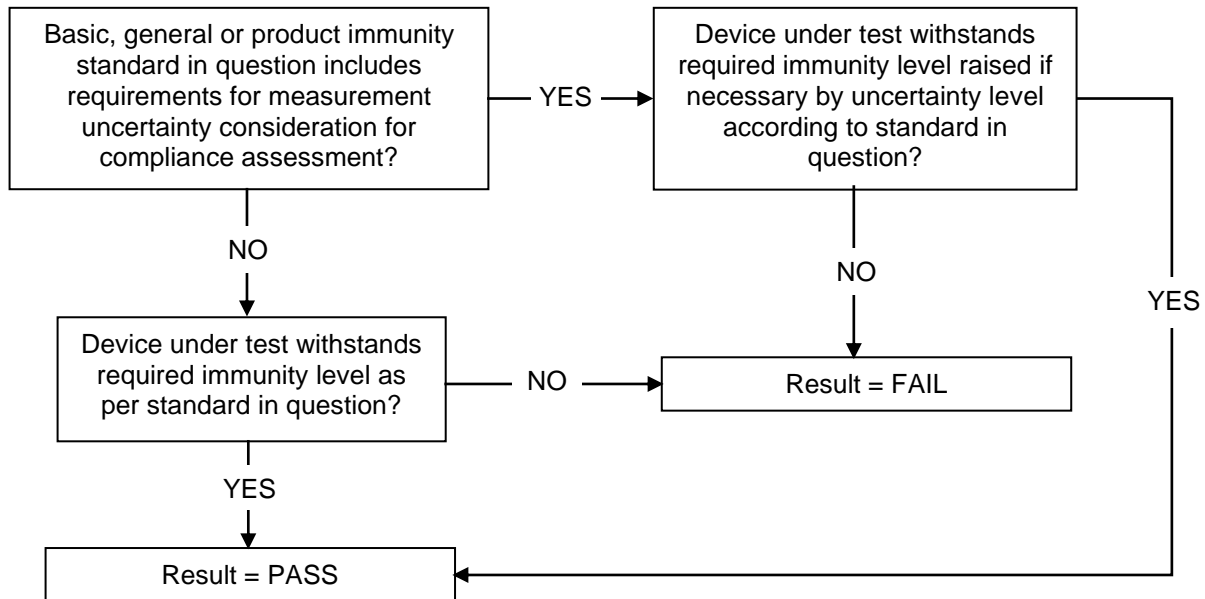 Basic, general or product immunity
standard in question includes
requirements for measurement
uncertainty consideration for
compliance assessment?
YES
Device under test withstands
required immunity level raised if
necessary by uncertainty level
according to standard in
question?
NO
NO
YES
Device under test withstands
required immunity level as
per standard in question?
NO
Result = FAIL
YES
Result = PASS